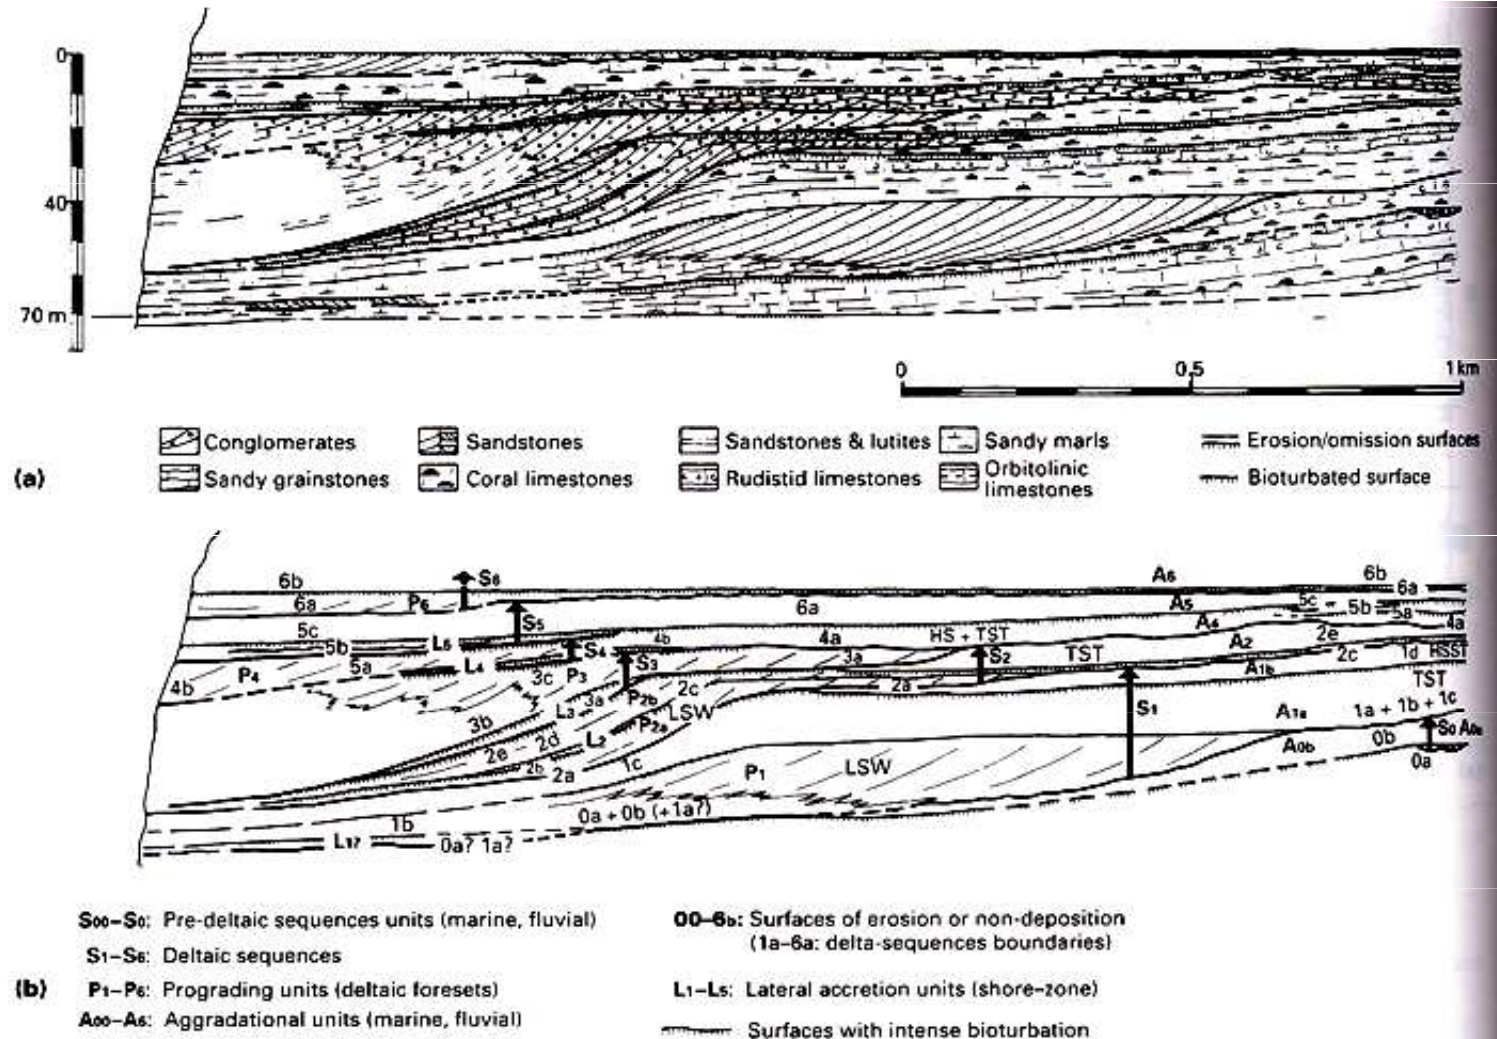 0
40
70 m
0 0,5 1 km
Conglomerates Sandstones Sandstones & lutites Sandy marls Erosion/omission surfaces
(a) Sandy grainstones Coral limestones Rudistid limestones Orbitolinic limestones Bioturbated surface
6b S6 A6 6b
6a P6 6a A5 5c 5b 5a 6a
S5 A4 4a
5c 5b L5 S4 4b 4a HS + TST A2 2e
4b P4 5a L4 3c P3 S3 3a S2 TST 2c 1d HSST
3a P2b 2c 2a A1b TST
3b L3 P2a LSW S1 A1a 1a + 1b + 1c
2e 2d L2 A0b 0b S0 A0a
2b 2a 1c P1 LSW 0a
0a + 0b (+1a?)
1b
L1? 0a? 1a?
S00–S0: Pre-deltaic sequences units (marine, fluvial)
S1–S6: Deltaic sequences
(b) P1–P6: Prograding units (deltaic foresets)
A00–A6: Aggradational units (marine, fluvial)
00–6b: Surfaces of erosion or non-deposition
(1a–6a: delta-sequences boundaries)
L1–L5: Lateral accretion units (shore-zone)
Surfaces with intense bioturbation